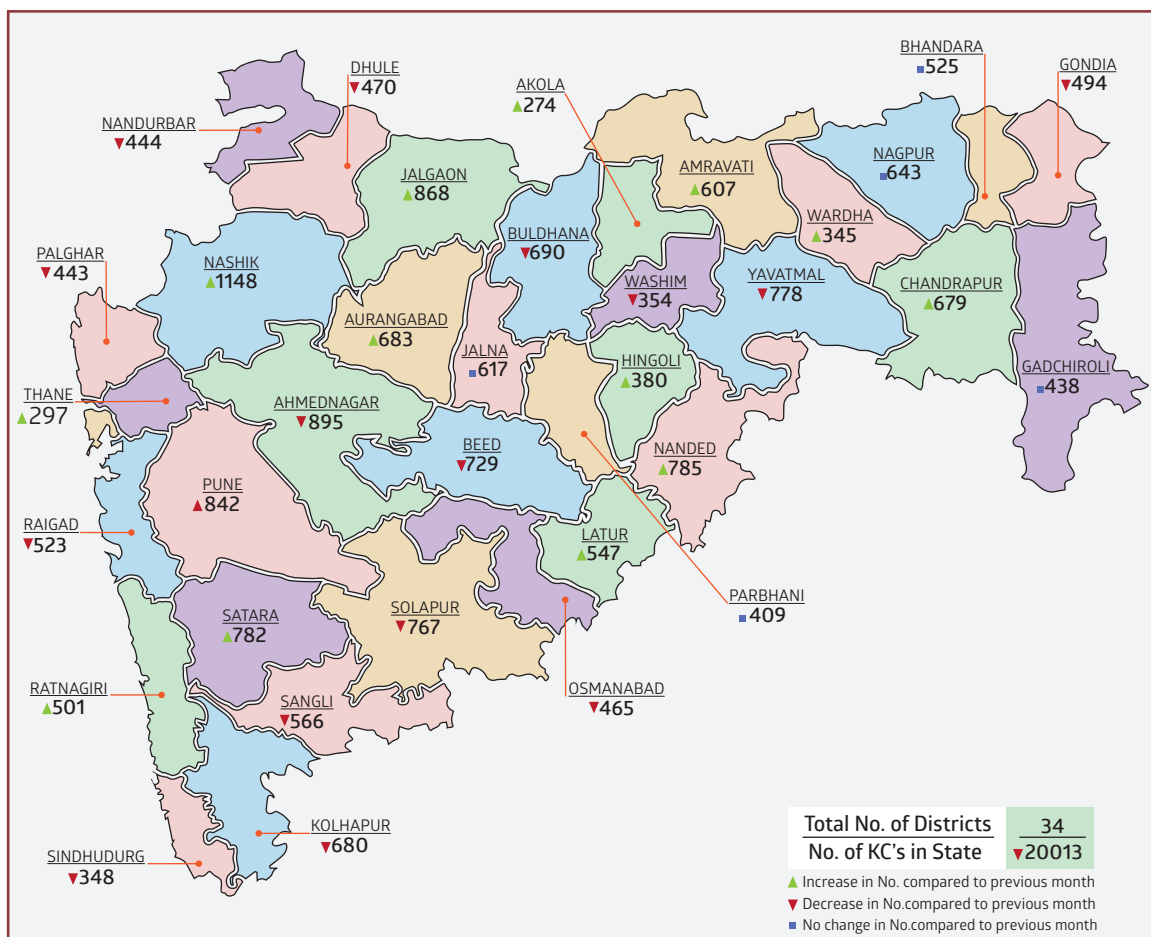 BHANDARA
525
GONDIA
494
DHULE
470
AKOLA
274
NANDURBAR
444
AMRAVATI
607
NAGPUR
643
JALGAON
868
WARDHA
345
BULDHANA
690
PALGHAR
443
NASHIK
1148
WASHIM
354
YAVATMAL
778
CHANDRAPUR
679
AURANGABAD
683
JALNA
617
HINGOLI
380
GADCHIROLI
438
THANE
297
AHMEDNAGAR
895
BEED
729
NANDED
785
PUNE
842
RAIGAD
523
LATUR
547
PARBHANI
409
SATARA
782
SOLAPUR
767
RATNAGIRI
501
SANGLI
566
OSMANABAD
465
KOLHAPUR
680
SINDHUDURG
348
Total No. of Districts
34
No. of KC's in State
20013
Increase in No. compared to previous month
Decrease in No.compared to previous month
No change in No.compared to previous month